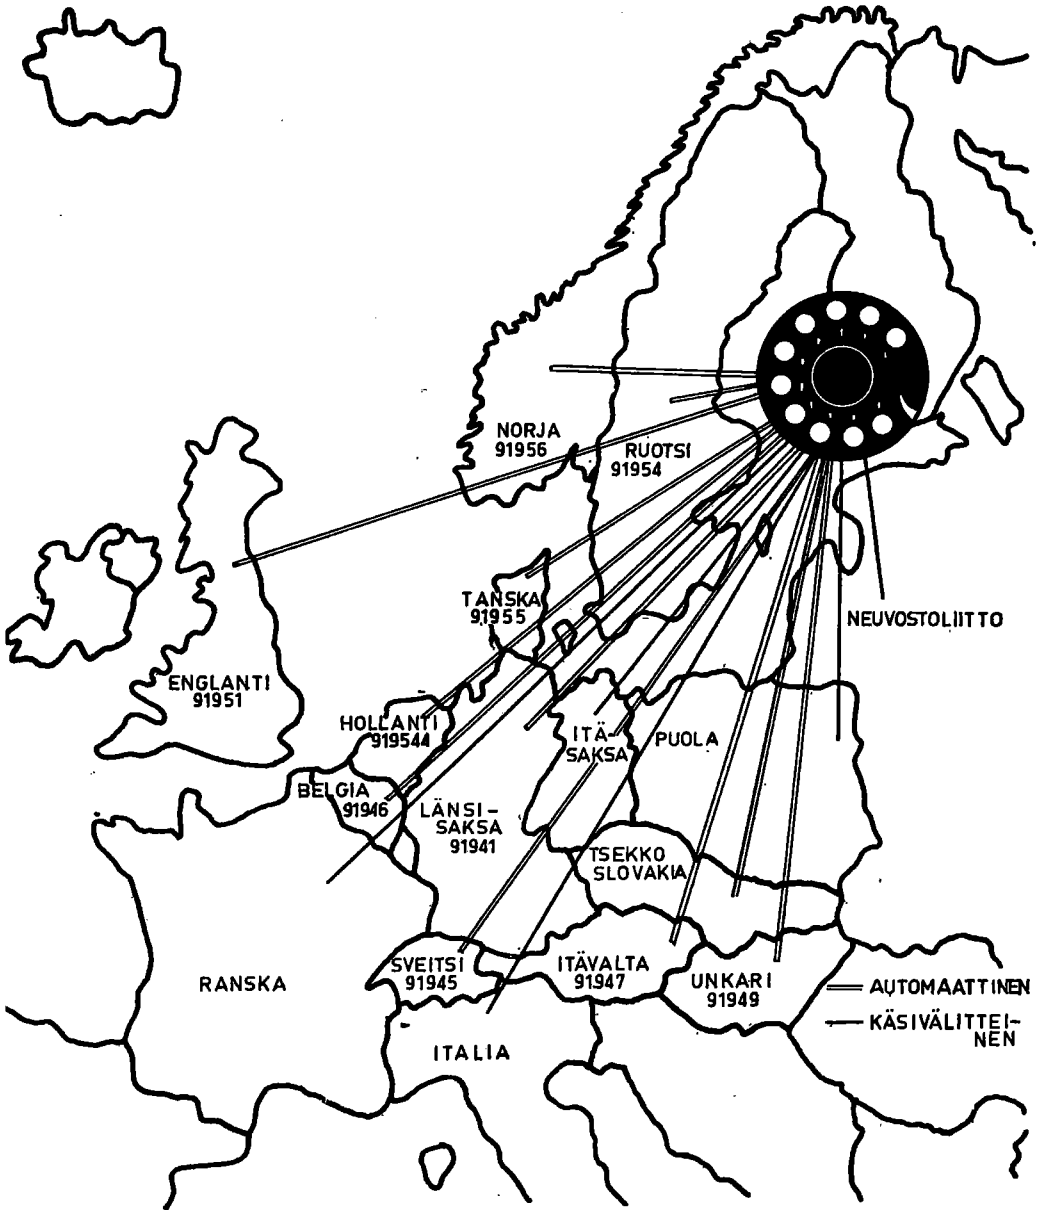 NORJA
91956
RUOTSI
91954
TANSKA
91955
NEUVOSTOLIITTO
ENGLANTI
91951
HOLLANTI
919544
ITÄ-
SAKSA
PUOLA
BELGIA
91946
LÄNSI-
SAKSA
91941
TSEKKO
SLOVAKIA
SVEITSI
91945
ITÄVALTA
91947
UNKARI
91949
RANSKA
ITALIA
AUTOMAATTINEN
KÄSIVÄLITTEI-
NEN